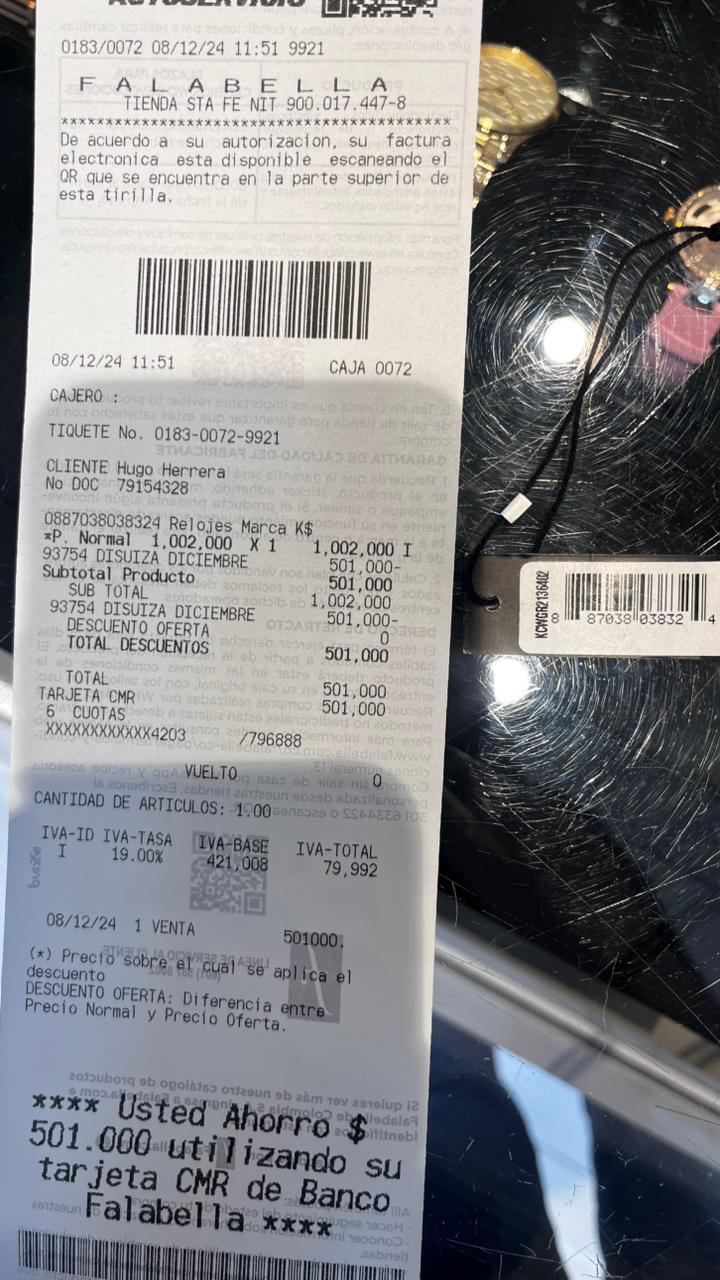 AUTOSERVICIO
0183/0072 08/12/24 11:51 9921
F A L A B E L L A
TIENDA STA FE NIT 900.017.447-8
******************************************
De acuerdo a su autorizacion, su factura
electronica esta disponible escaneando el
QR que se encuentra en la parte superior de
esta tirilla.
08/12/24 11:51 CAJA 0072
CAJERO :
TIQUETE No. 0183-0072-9921
CLIENTE Hugo Herrera
No DOC 79154328
0887038038324 Relojes Marca K$
*P. Normal 1,002,000 X 1 1,002,000 I
93754 DISUIZA DICIEMBRE 501,000-
Subtotal Producto 501,000
SUB TOTAL 1,002,000
93754 DISUIZA DICIEMBRE 501,000-
DESCUENTO OFERTA 0
TOTAL DESCUENTOS 501,000
TOTAL 501,000
TARJETA CMR 501,000
6 CUOTAS
XXXXXXXXXXXX4203 /796888
VUELTO 0
CANTIDAD DE ARTICULOS: 1.00
IVA-ID IVA-TASA IVA-BASE IVA-TOTAL
I 19.00% 421,008 79,992
08/12/24 1 VENTA 501000.
(*) Precio sobre el cual se aplica el
descuento
DESCUENTO OFERTA: Diferencia entre
Precio Normal y Precio Oferta.
**** Usted Ahorro $
501.000 utilizando su
tarjeta CMR de Banco
Falabella ****
KCWGR2136402
8 87038 03832 4